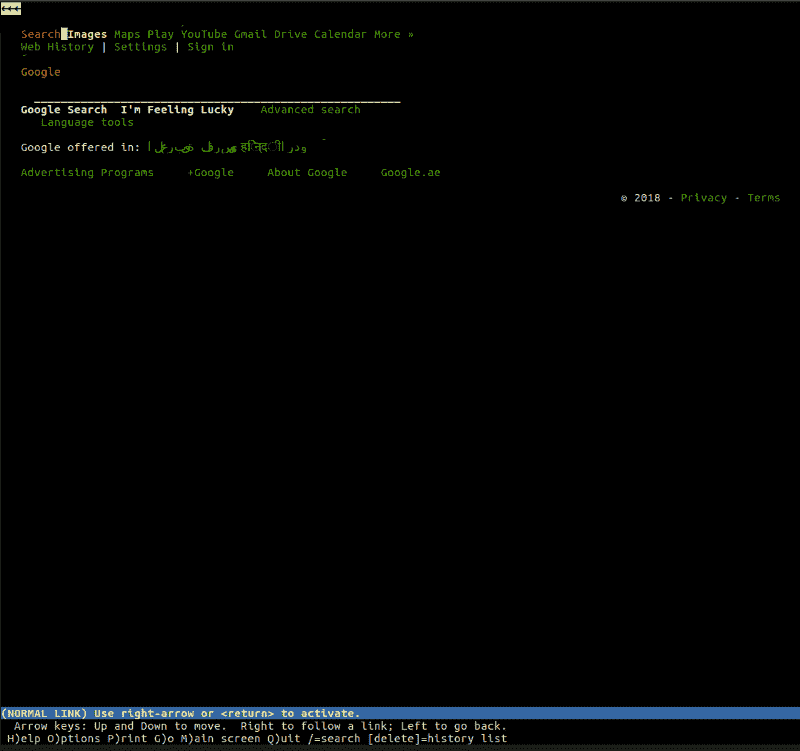 <<<
Search Images Maps Play YouTube Gmail Drive Calendar More »
Web History | Settings | Sign in
Google
Google Search I'm Feeling Lucky Advanced search
Language tools
Google offered in: العربية فارسی हिन्दी اردو
Advertising Programs +Google About Google Google.ae
© 2018 - Privacy - Terms
(NORMAL LINK) Use right-arrow or <return> to activate.
Arrow keys: Up and Down to move. Right to follow a link; Left to go back.
H)elp O)ptions P)rint G)o M)ain screen Q)uit /=search [delete]=history list